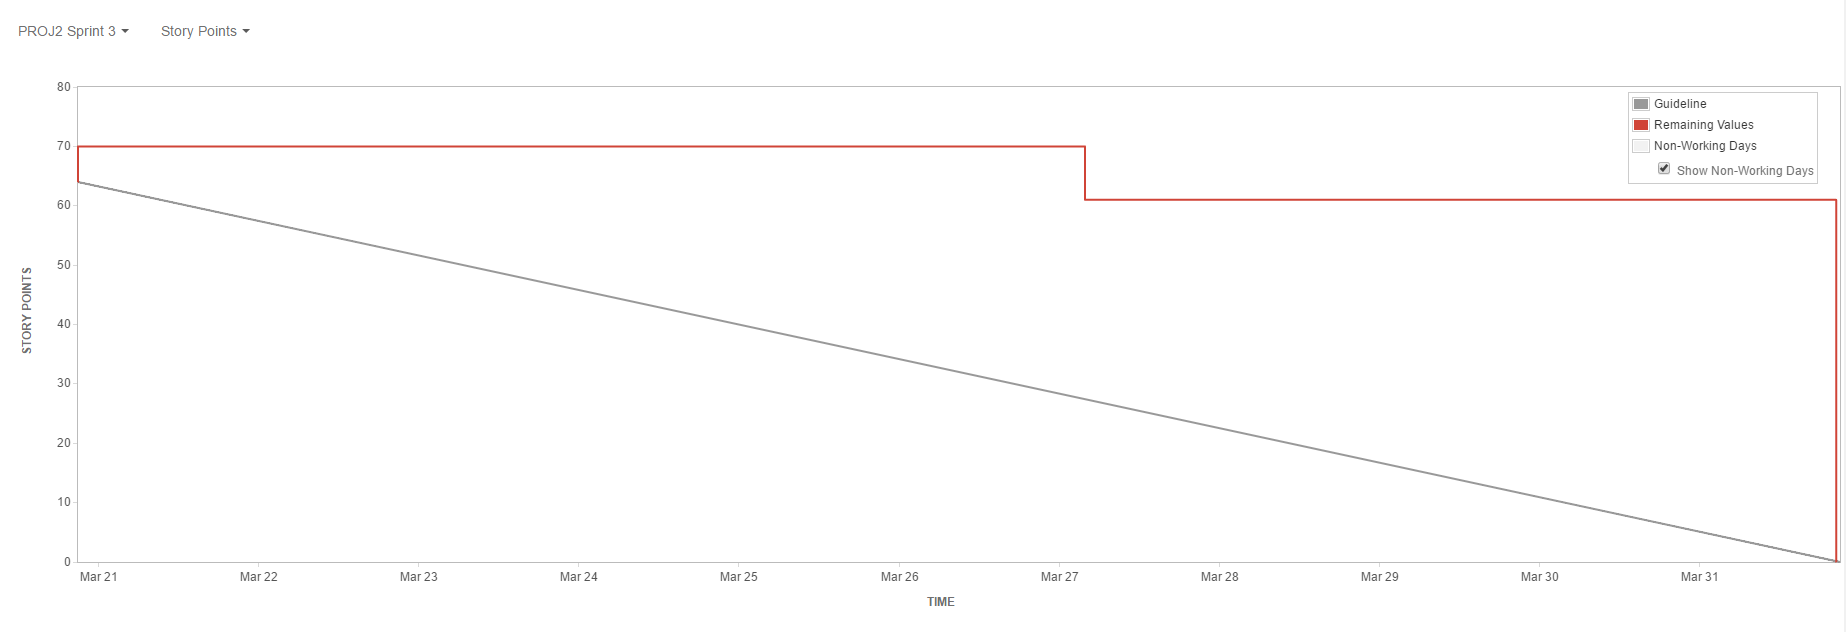 PROJ2 Sprint 3 Story Points
80
70
60
50
40
30
20
10
0
STORY POINTS
Guideline
Remaining Values
Non-Working Days
Show Non-Working Days
Mar 21 Mar 22 Mar 23 Mar 24 Mar 25 Mar 26 Mar 27 Mar 28 Mar 29 Mar 30 Mar 31
TIME